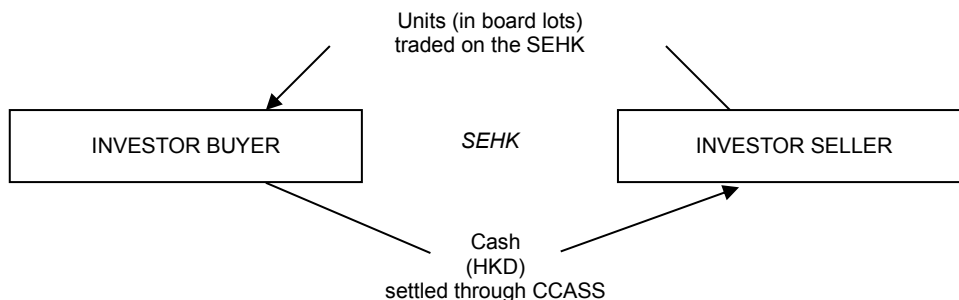 Units (in board lots)
traded on the SEHK
INVESTOR BUYER
SEHK
INVESTOR SELLER
Cash
(HKD)
settled through CCASS